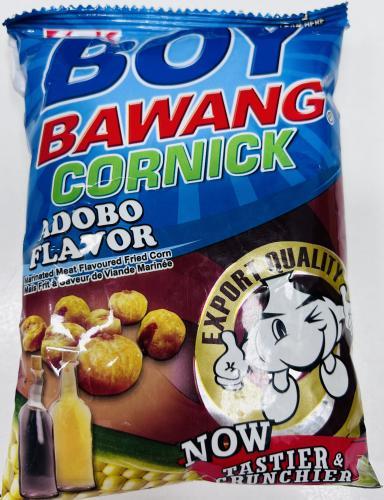 HERE
BOY
BAWANG®
CORNICK
ADOBO
FLAVOR
Marinated Meat Flavoured Fried Corn
Maïs Frit à Saveur de Viande Marinée
EXPORT QUALITY
NOW
TASTIER &
CRUNCHIER